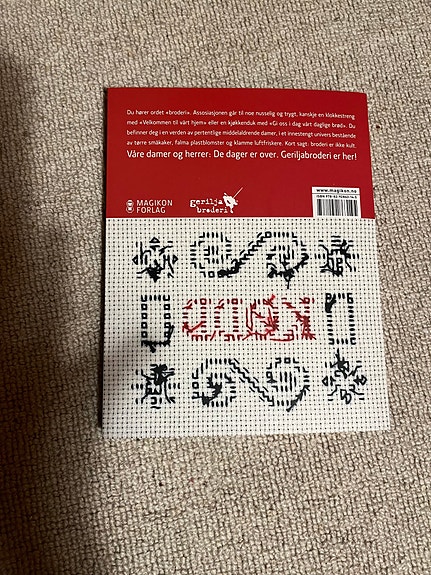 Du hører ordet «broderi». Assosiasjonen går til noe nusselig og trygt, kanskje en klokkestreng
med «Velkommen til vårt hjem» eller en kjøkkenduk med «Gi oss i dag vårt daglige brød». Du
befinner deg i en verden av pertentlige middelaldrende damer, i et innestengt univers bestående
av tørre småkaker, falma plastblomster og klamme luftfriskere. Kort sagt: broderi er ikke kult.
Våre damer og herrer: De dager er over. Geriljabroderi er her!
www.magikon.no
MAGIKON
FORLAG
gerilja
broderi